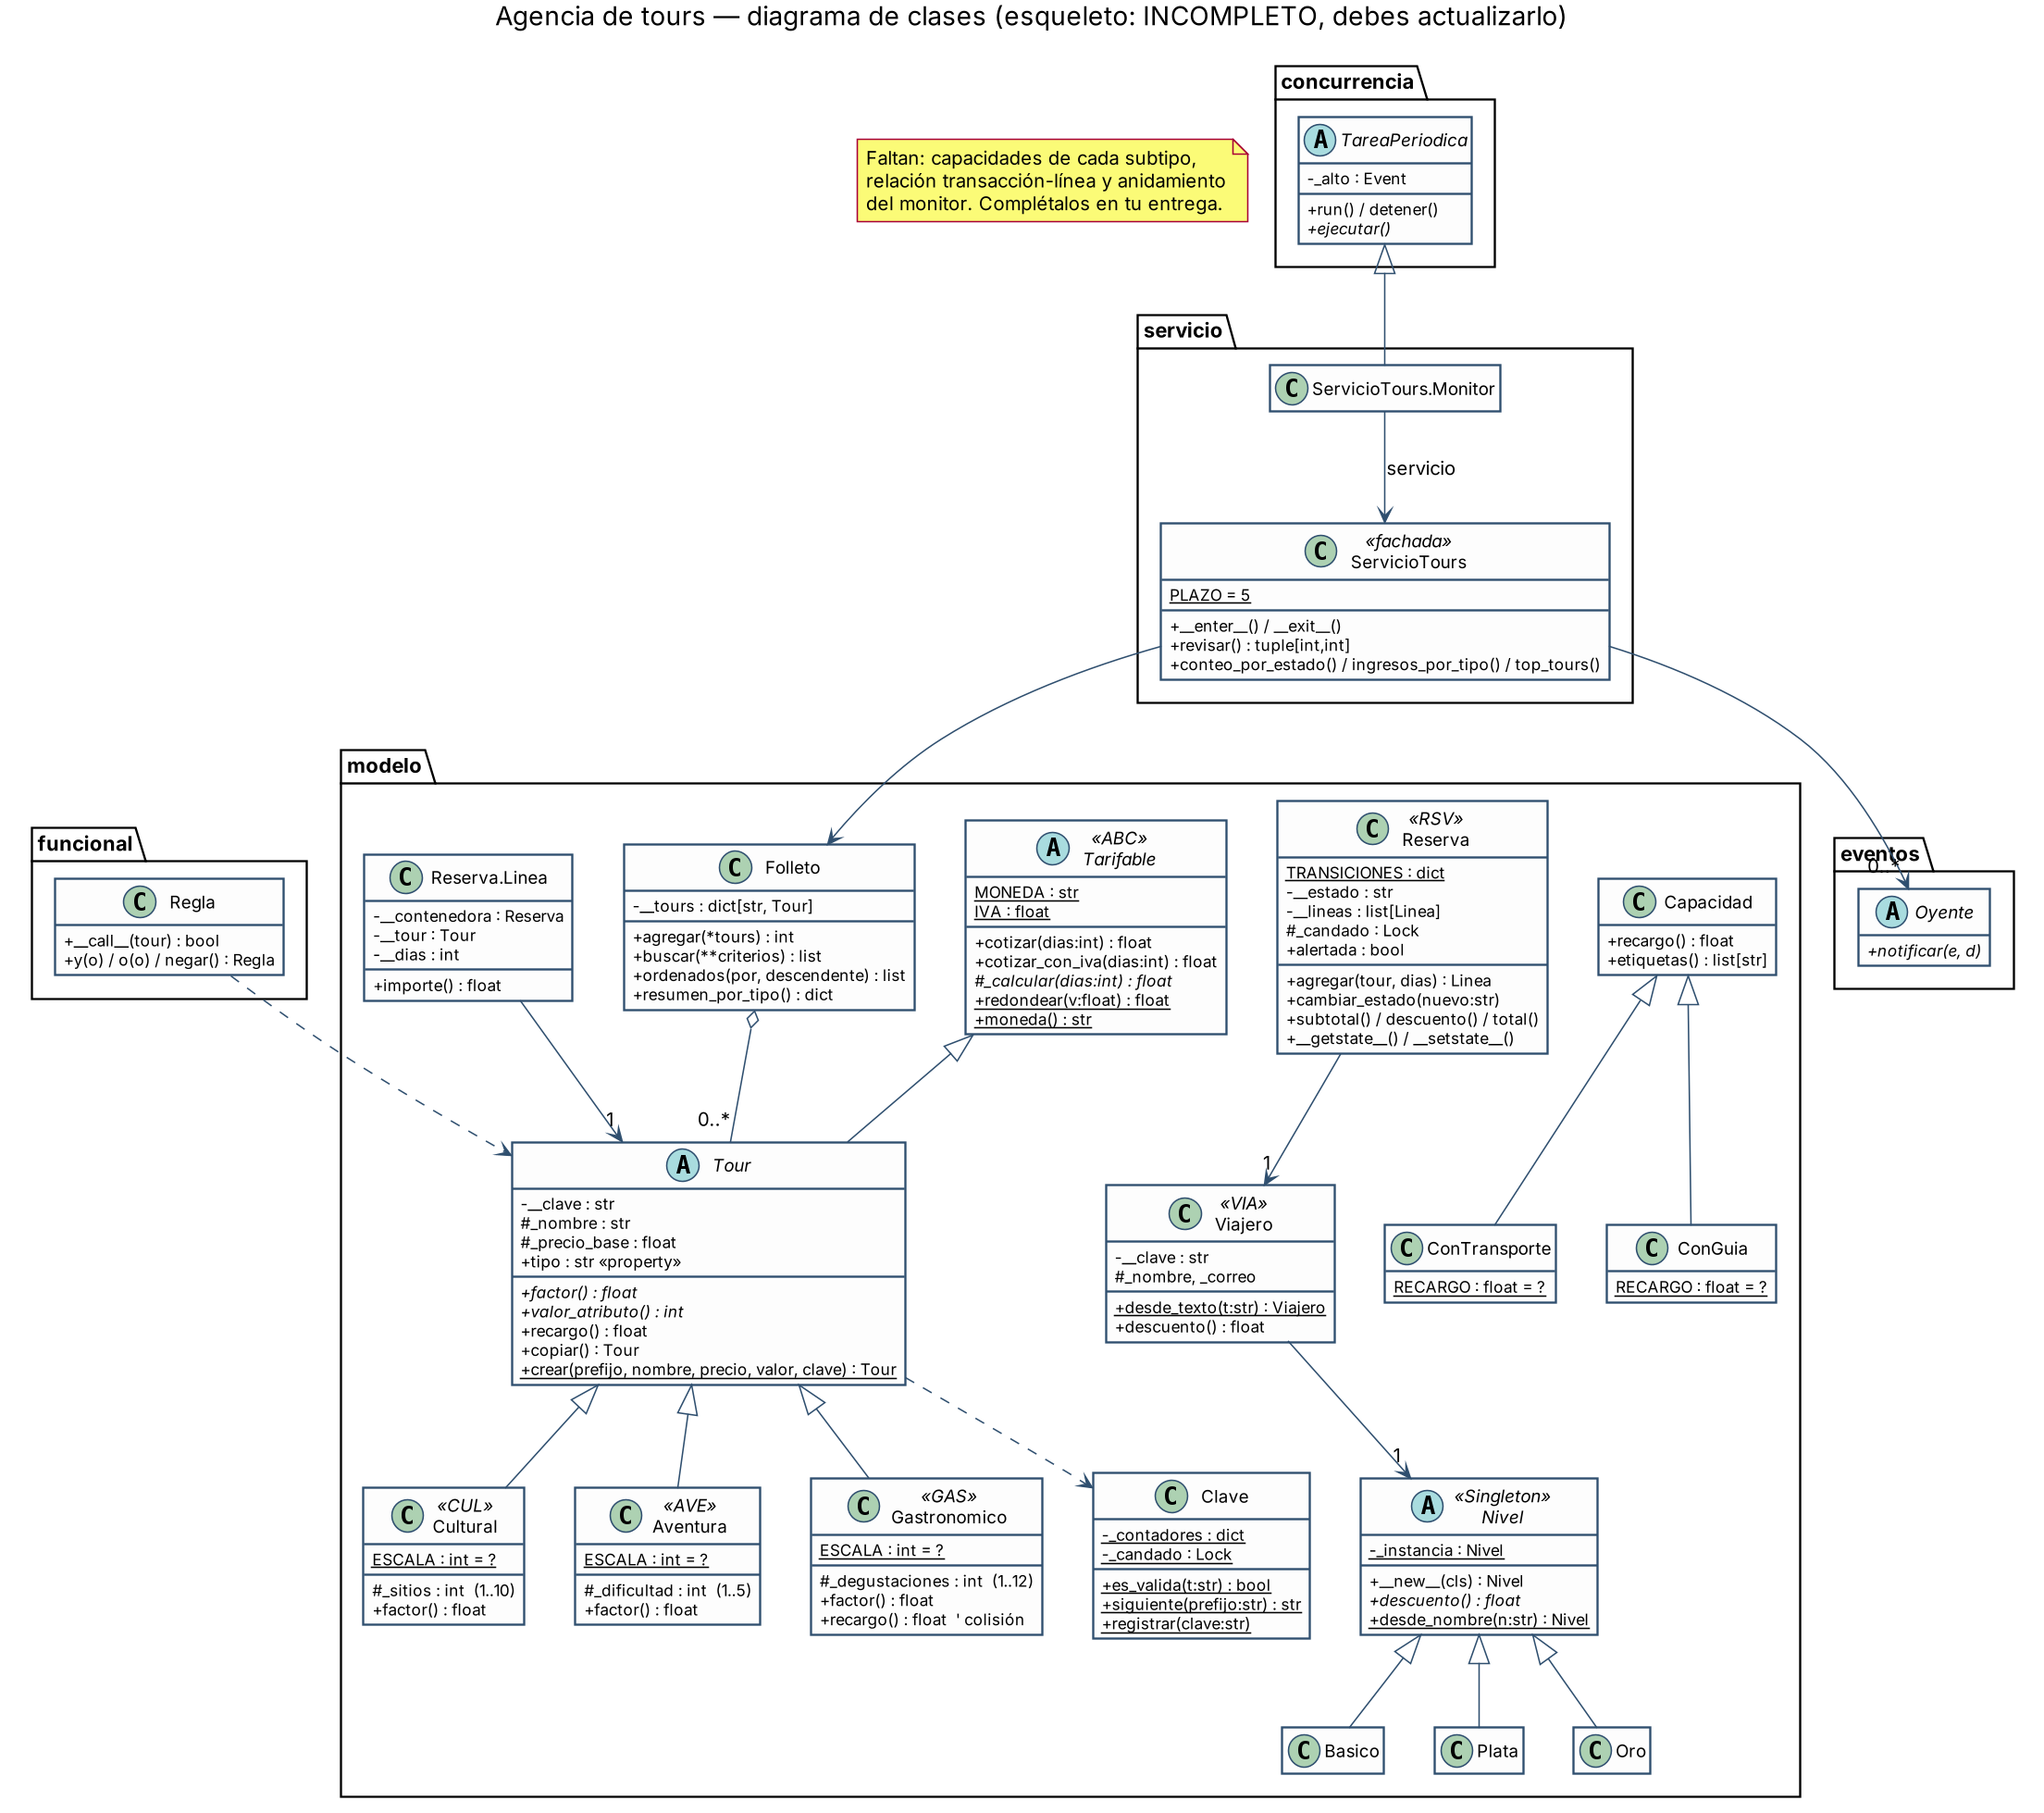 Agencia de tours — diagrama de clases (esqueleto: INCOMPLETO, debes actualizarlo)
concurrencia
A TareaPeriodica
-_alto : Event
+run() / detener()
+ejecutar()
Faltan: capacidades de cada subtipo,
relación transacción-línea y anidamiento
del monitor. Complétalos en tu entrega.
servicio
C ServicioTours.Monitor
servicio
C «fachada»
ServicioTours
PLAZO = 5
+__enter__() / __exit__()
+revisar() : tuple[int,int]
+conteo_por_estado() / ingresos_por_tipo() / top_tours()
modelo
funcional
C Regla
+__call__(tour) : bool
+y(o) / o(o) / negar() : Regla
C Reserva.Linea
-__contenedora : Reserva
-__tour : Tour
-__dias : int
+importe() : float
1
C Folleto
-__tours : dict[str, Tour]
+agregar(*tours) : int
+buscar(**criterios) : list
+ordenados(por, descendente) : list
+resumen_por_tipo() : dict
0..*
A «ABC»
Tarifable
MONEDA : str
IVA : float
+cotizar(dias:int) : float
+cotizar_con_iva(dias:int) : float
#_calcular(dias:int) : float
+redondear(v:float) : float
+moneda() : str
C «RSV»
Reserva
TRANSICIONES : dict
-__estado : str
-__lineas : list[Linea]
#_candado : Lock
+alertada : bool
+agregar(tour, dias) : Linea
+cambiar_estado(nuevo:str)
+subtotal() / descuento() / total()
+__getstate__() / __setstate__()
1
C Capacidad
+recargo() : float
+etiquetas() : list[str]
eventos
0..*
A Oyente
+notificar(e, d)
A Tour
-__clave : str
#_nombre : str
#_precio_base : float
+tipo : str «property»
+factor() : float
+valor_atributo() : int
+recargo() : float
+copiar() : Tour
+crear(prefijo, nombre, precio, valor, clave) : Tour
C «VIA»
Viajero
-__clave : str
#_nombre, _correo
+desde_texto(t:str) : Viajero
+descuento() : float
1
C ConTransporte
RECARGO : float = ?
C ConGuia
RECARGO : float = ?
C «CUL»
Cultural
ESCALA : int = ?
#_sitios : int  (1..10)
+factor() : float
C «AVE»
Aventura
ESCALA : int = ?
#_dificultad : int  (1..5)
+factor() : float
C «GAS»
Gastronomico
ESCALA : int = ?
#_degustaciones : int  (1..12)
+factor() : float
+recargo() : float  ' colisión
C Clave
-_contadores : dict
-_candado : Lock
+es_valida(t:str) : bool
+siguiente(prefijo:str) : str
+registrar(clave:str)
A «Singleton»
Nivel
-_instancia : Nivel
+__new__(cls) : Nivel
+descuento() : float
+desde_nombre(n:str) : Nivel
C Basico
C Plata
C Oro